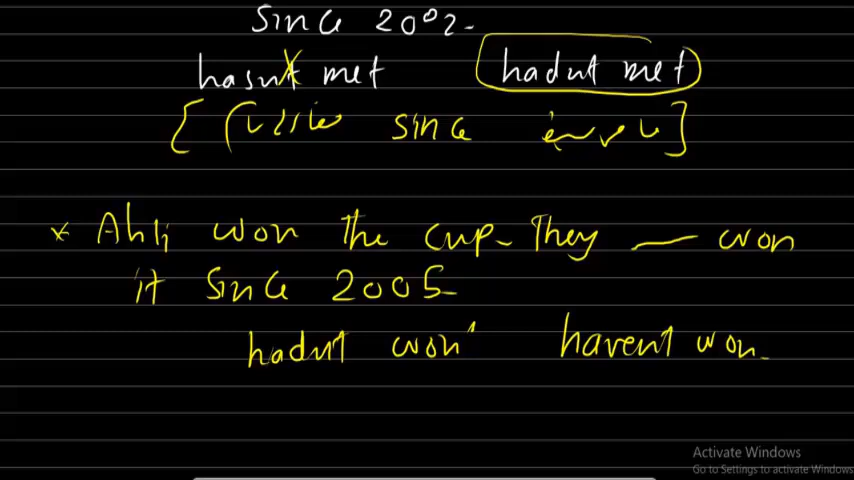 since 2002-
hasn't met hadn't met
since
* Ahli won the cup- They — won
it since 2005-
hadn't won haven't won-
Activate Windows
Go to Settings to activate Windows